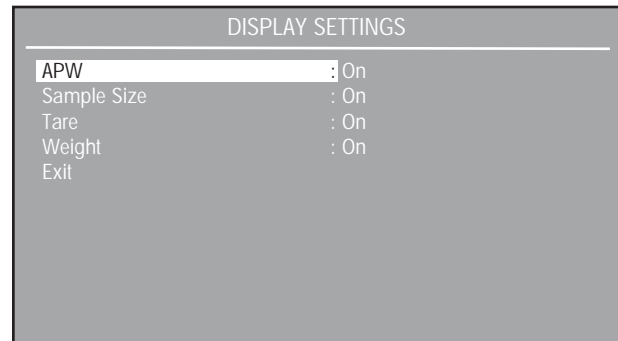 DISPLAY SETTINGS
APW : On
Sample Size : On
Tare : On
Weight : On
Exit